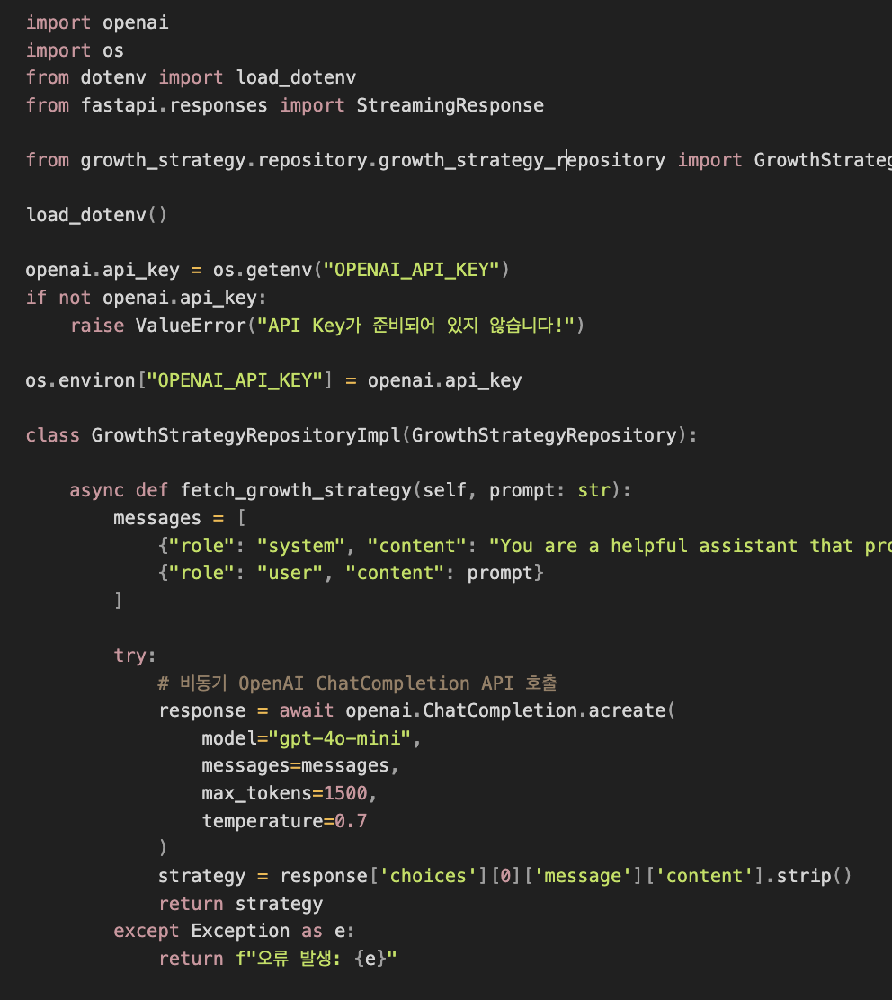 import openai
import os
from dotenv import load_dotenv
from fastapi.responses import StreamingResponse
from growth_strategy.repository.growth_strategy_repository import GrowthStrateg
load_dotenv()
openai.api_key = os.getenv("OPENAI_API_KEY")
if not openai.api_key:
    raise ValueError("API Key가 준비되어 있지 않습니다!")
os.environ["OPENAI_API_KEY"] = openai.api_key
class GrowthStrategyRepositoryImpl(GrowthStrategyRepository):
    async def fetch_growth_strategy(self, prompt: str):
        messages = [
            {"role": "system", "content": "You are a helpful assistant that pro
            {"role": "user", "content": prompt}
        ]
        try:
            # 비동기 OpenAI ChatCompletion API 호출
            response = await openai.ChatCompletion.acreate(
                model="gpt-4o-mini",
                messages=messages,
                max_tokens=1500,
                temperature=0.7
            )
            strategy = response['choices'][0]['message']['content'].strip()
            return strategy
        except Exception as e:
            return f"오류 발생: {e}"